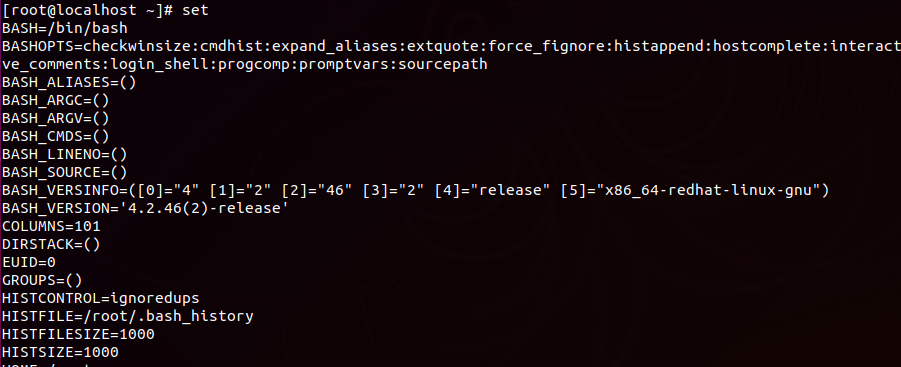 [root@localhost ~]# set
BASH=/bin/bash
BASHOPTS=checkwinsize:cmdhist:expand_aliases:extquote:force_fignore:histappend:hostcomplete:interact
ve_comments:login_shell:progcomp:promptvars:sourcepath
BASH_ALIASES=()
BASH_ARGC=()
BASH_ARGV=()
BASH_CMDS=()
BASH_LINENO=()
BASH_SOURCE=()
BASH_VERSINFO=([0]="4" [1]="2" [2]="46" [3]="2" [4]="release" [5]="x86_64-redhat-linux-gnu")
BASH_VERSION='4.2.46(2)-release'
COLUMNS=101
DIRSTACK=()
EUID=0
GROUPS=()
HISTCONTROL=ignoredups
HISTFILE=/root/.bash_history
HISTFILESIZE=1000
HISTSIZE=1000